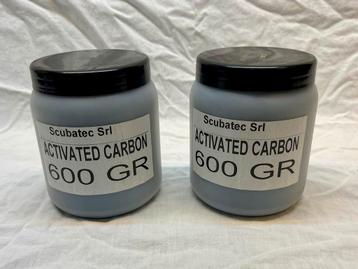 Scubatec Srl
ACTIVATED CARBON
600 GR
Scubatec Srl
ACTIVATED CARBON
600 GR